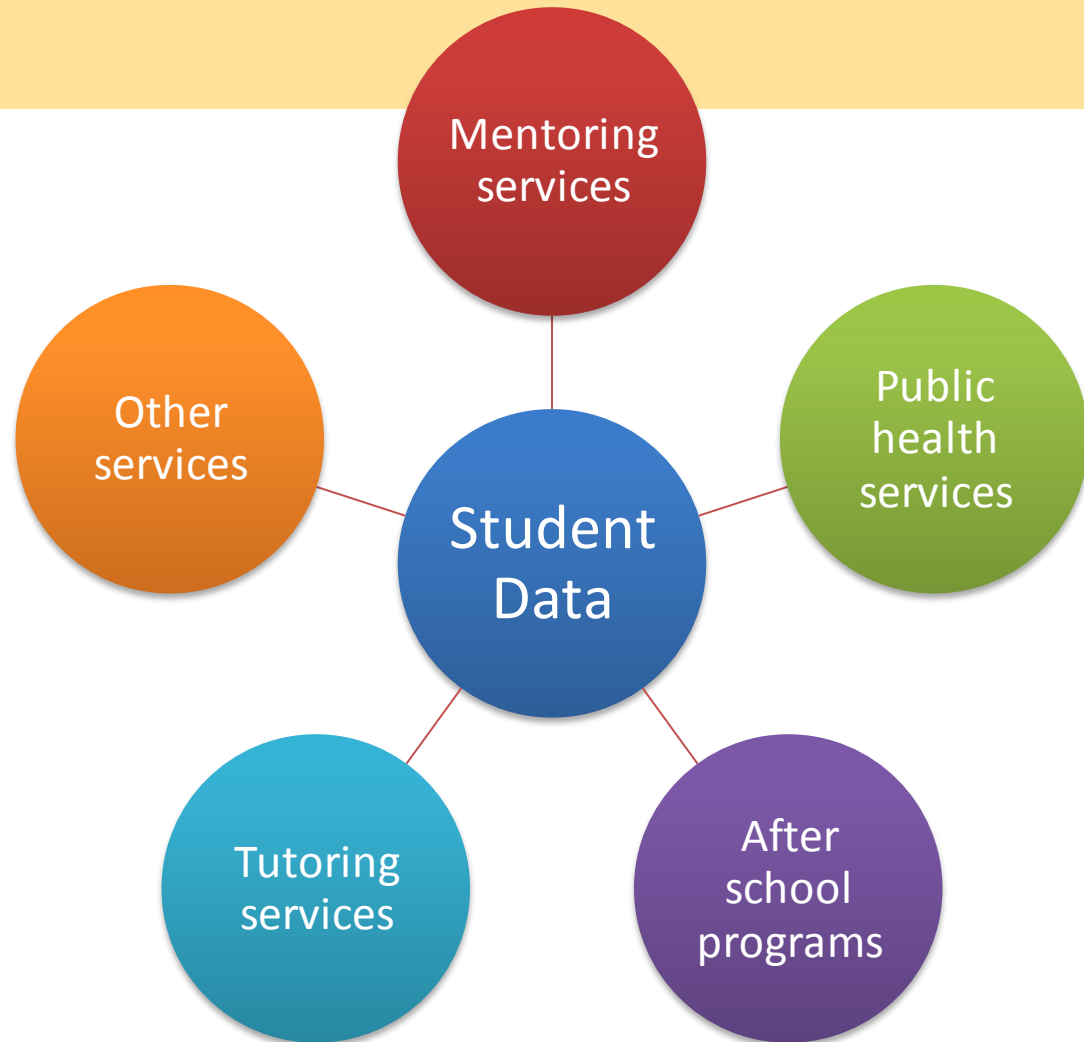 Mentoring
services
Public
health
services
Other
services
Student
Data
After
school
programs
Tutoring
services